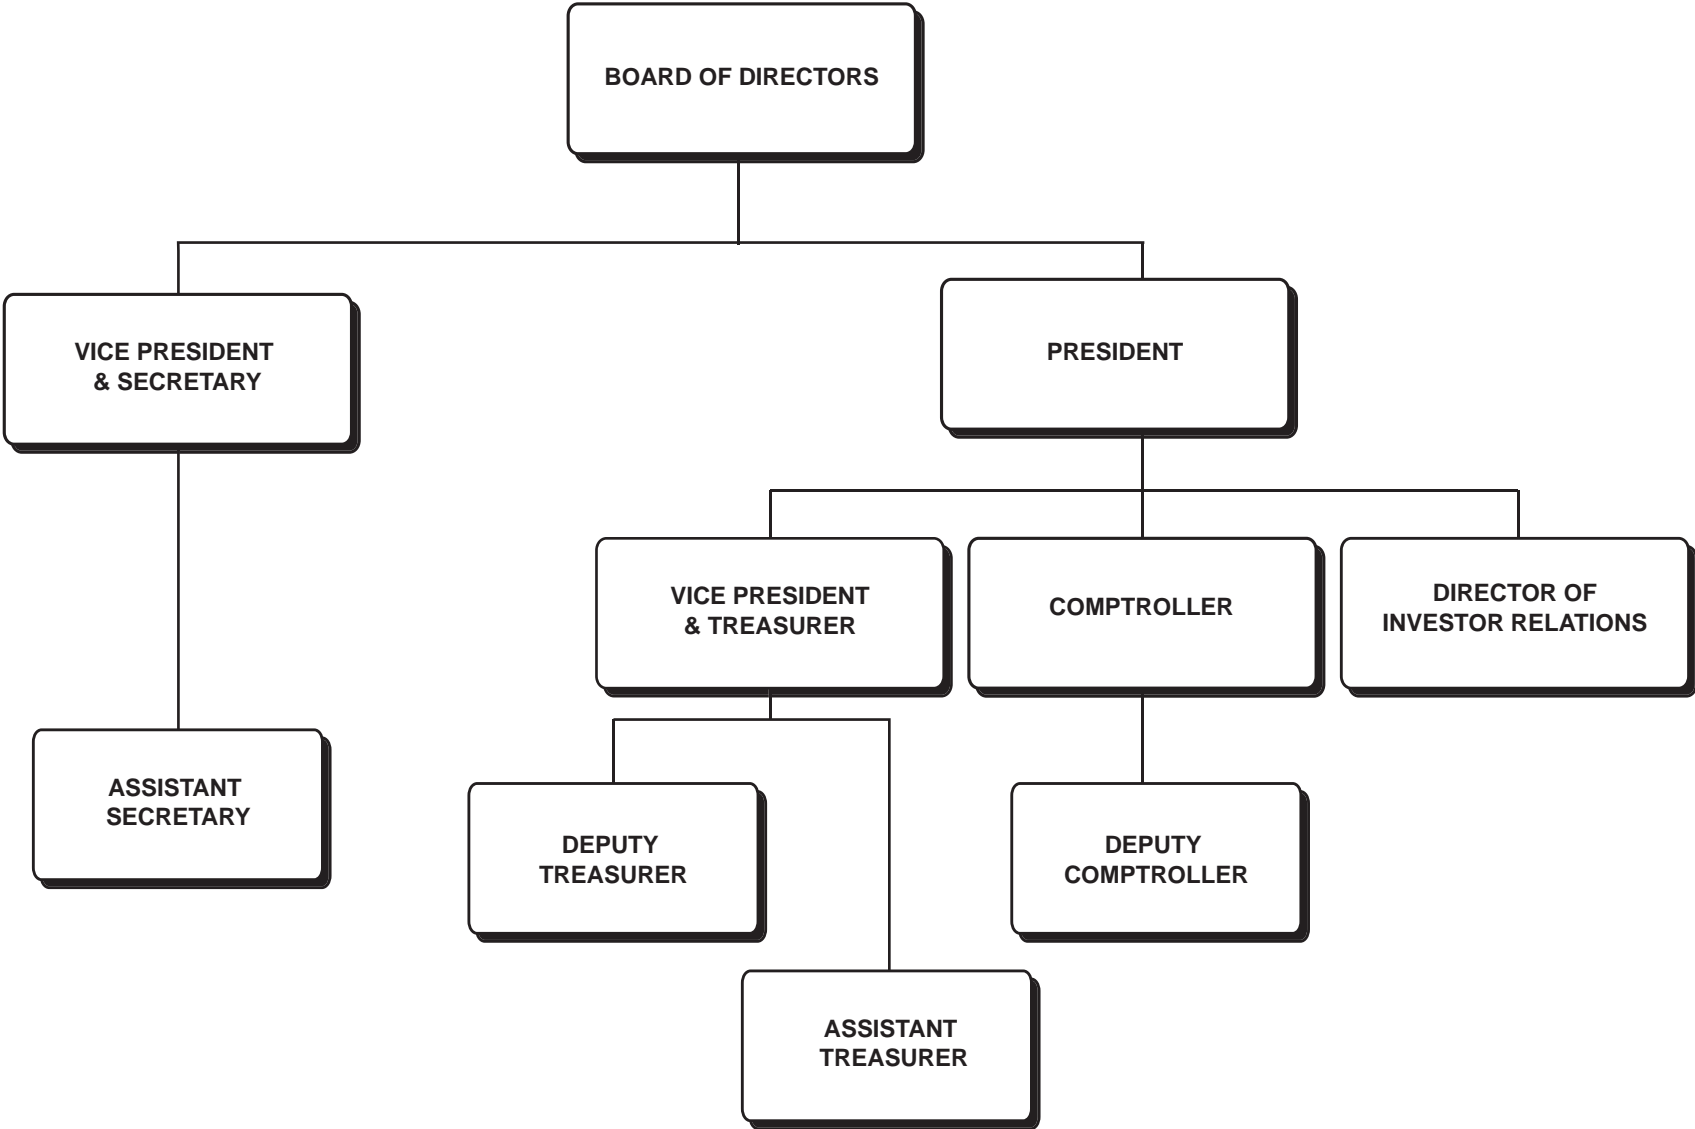 BOARD OF DIRECTORS
VICE PRESIDENT
& SECRETARY
PRESIDENT
VICE PRESIDENT
& TREASURER
COMPTROLLER
DIRECTOR OF
INVESTOR RELATIONS
ASSISTANT
SECRETARY
DEPUTY
TREASURER
DEPUTY
COMPTROLLER
ASSISTANT
TREASURER